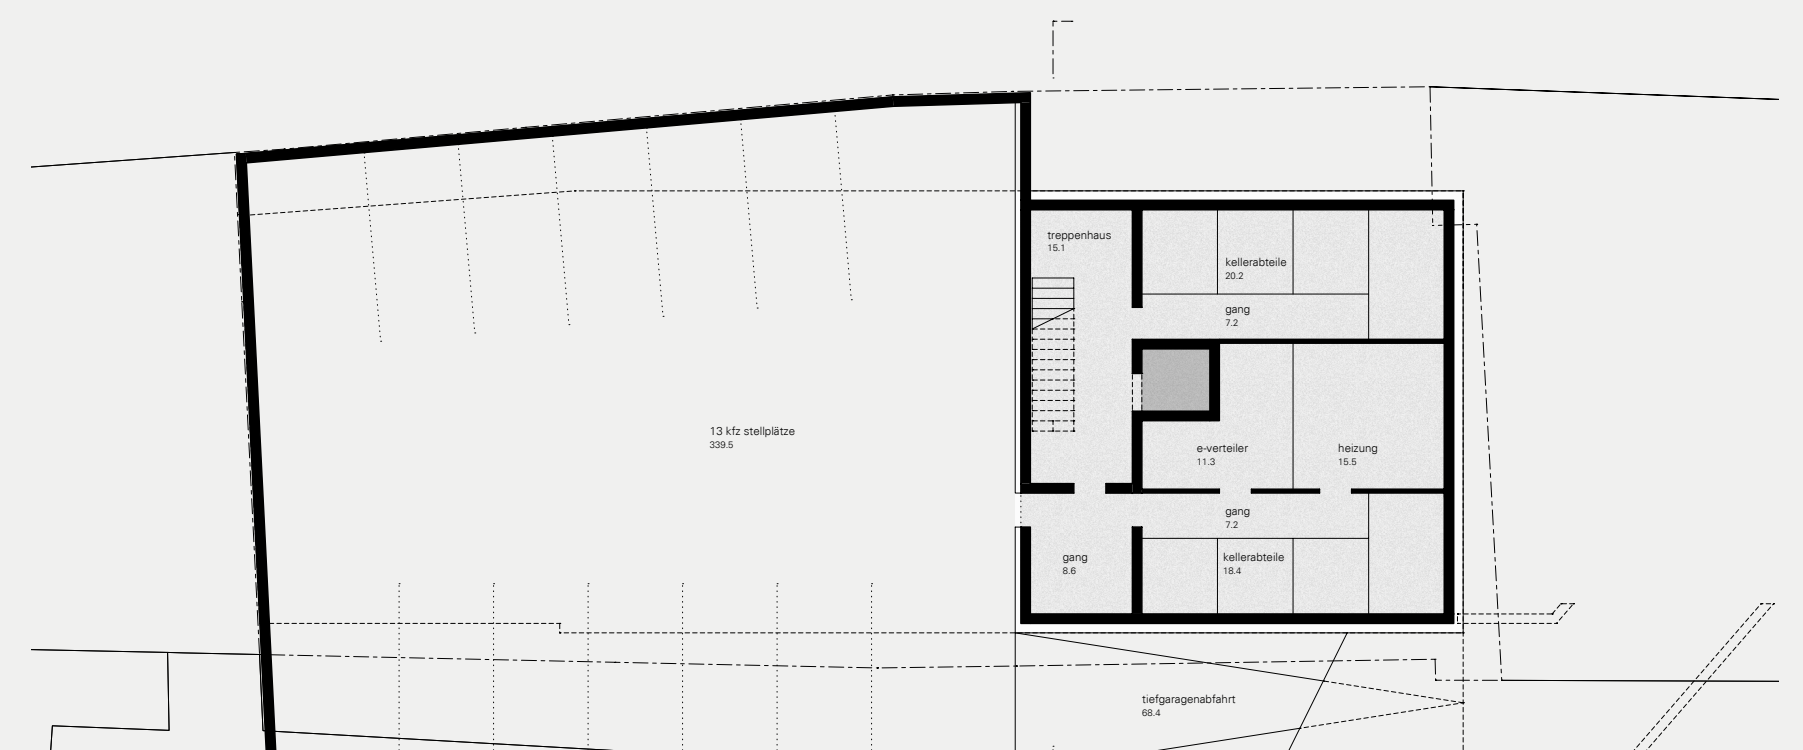 treppenhaus
15.1
kellerabteile
20.2
gang
7.2
13 kfz stellplätze
339.5
e-verteiler
11.3
heizung
15.5
gang
7.2
gang
8.6
kellerabteile
18.4
tiefgaragenabfahrt
68.4